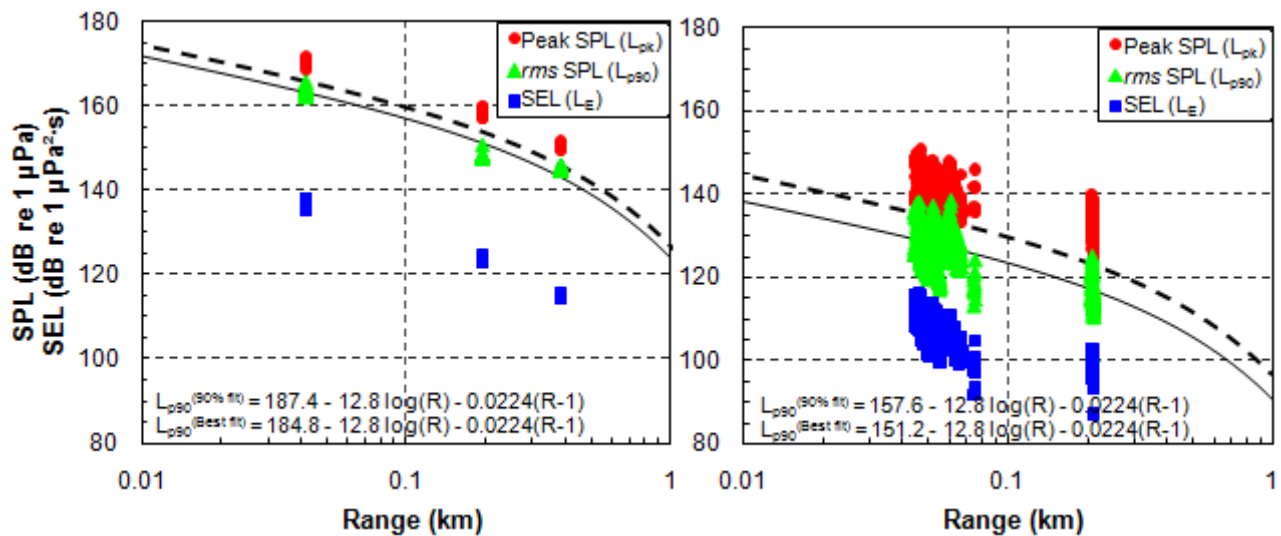 SPL (dB re 1 µPa)
SEL (dB re 1 µPa²·s)
180
160
140
120
100
80
0.01
0.1
1
Range (km)
Peak SPL (Lpk)
rms SPL (Lp90)
SEL (LE)
Lp90(90% fit) = 187.4 - 12.8 log(R) - 0.0224(R-1)
Lp90(Best fit) = 184.8 - 12.8 log(R) - 0.0224(R-1)
180
160
140
120
100
80
0.01
0.1
1
Range (km)
Peak SPL (Lpk)
rms SPL (Lp90)
SEL (LE)
Lp90(90% fit) = 157.6 - 12.8 log(R) - 0.0224(R-1)
Lp90(Best fit) = 151.2 - 12.8 log(R) - 0.0224(R-1)